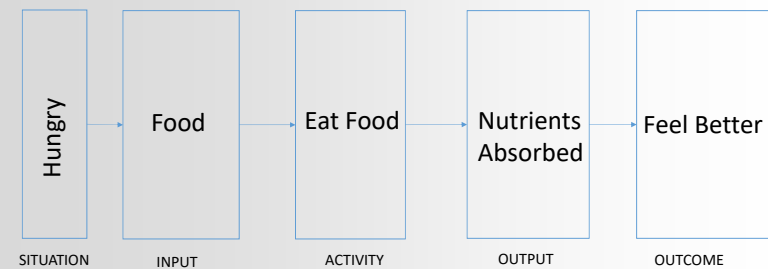 Hungry
Food
Eat Food
Nutrients
Absorbed
Feel Better
SITUATION
INPUT
ACTIVITY
OUTPUT
OUTCOME